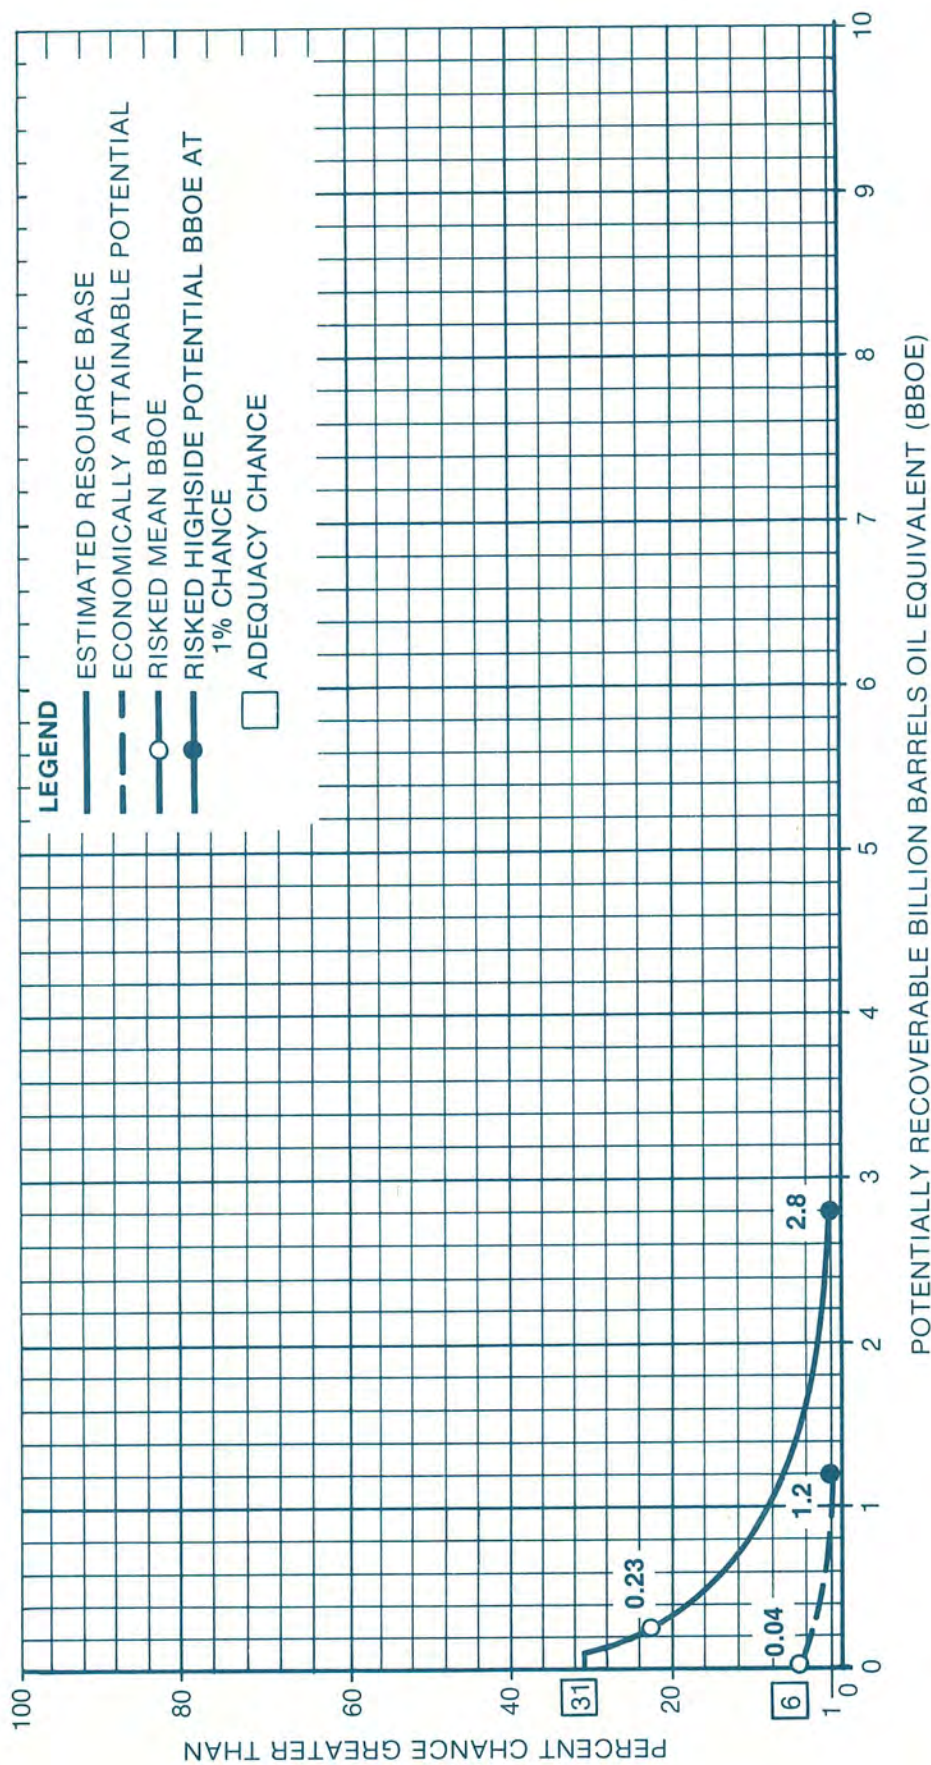 LEGEND
ESTIMATED RESOURCE BASE
ECONOMICALLY ATTAINABLE POTENTIAL
RISKED MEAN BBOE
RISKED HIGHSIDE POTENTIAL BBOE AT
1% CHANCE
ADEQUACY CHANCE
PERCENT CHANGE GREATER THAN
100
80
60
40
31
20
6
1
0
0.23
0.04
1.2
2.8
0 1 2 3 4 5 6 7 8 9 10
POTENTIALLY RECOVERABLE BILLION BARRELS OIL EQUIVALENT (BBOE)